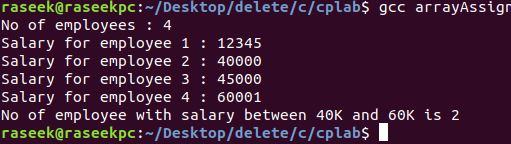 raseek@raseekpc:~/Desktop/delete/c/cplab$ gcc arrayAssign
No of employees : 4
Salary for employee 1 : 12345
Salary for employee 2 : 40000
Salary for employee 3 : 45000
Salary for employee 4 : 60001
No of employee with salary between 40K and 60K is 2
raseek@raseekpc:~/Desktop/delete/c/cplab$